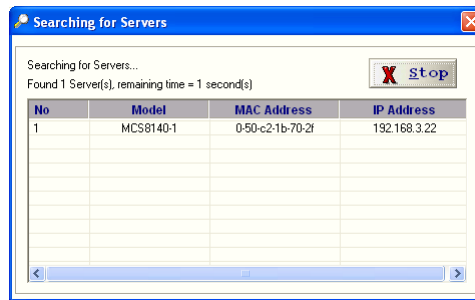 Searching for Servers
Searching for Servers...
Found 1 Server(s), remaining time = 1 second(s)
Stop
No Model MAC Address IP Address
1 MCS8140-1 0-50-c2-1b-70-2f 192.168.3.22